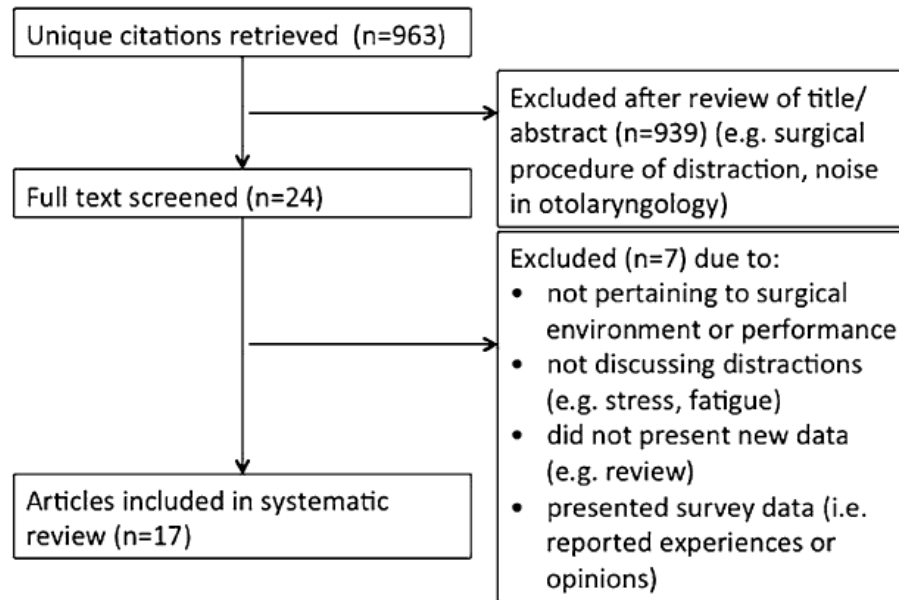 Unique citations retrieved (n=963)
Excluded after review of title/
abstract (n=939) (e.g. surgical
procedure of distraction, noise
in otolaryngology)
Full text screened (n=24)
Excluded (n=7) due to:
• not pertaining to surgical
environment or performance
• not discussing distractions
(e.g. stress, fatigue)
• did not present new data
(e.g. review)
• presented survey data (i.e.
reported experiences or
opinions)
Articles included in systematic
review (n=17)